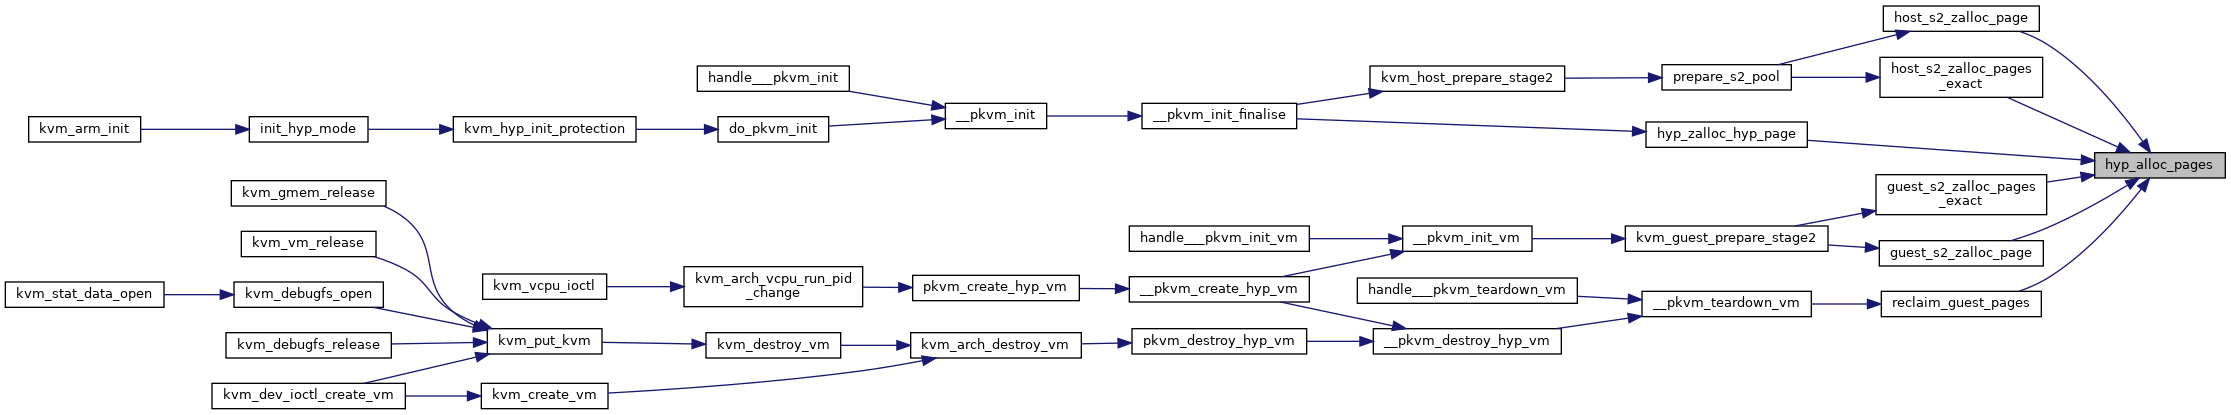 host_s2_zalloc_page
host_s2_zalloc_pages
_exact
handle___pkvm_init
kvm_host_prepare_stage2
prepare_s2_pool
__pkvm_init
__pkvm_init_finalise
kvm_arm_init
init_hyp_mode
kvm_hyp_init_protection
do_pkvm_init
hyp_zalloc_hyp_page
hyp_alloc_pages
kvm_gmem_release
guest_s2_zalloc_pages
_exact
kvm_vm_release
handle___pkvm_init_vm
__pkvm_init_vm
kvm_guest_prepare_stage2
guest_s2_zalloc_page
kvm_stat_data_open
kvm_debugfs_open
kvm_vcpu_ioctl
kvm_arch_vcpu_run_pid
_change
pkvm_create_hyp_vm
__pkvm_create_hyp_vm
handle___pkvm_teardown_vm
__pkvm_teardown_vm
reclaim_guest_pages
kvm_debugfs_release
kvm_put_kvm
kvm_destroy_vm
kvm_arch_destroy_vm
pkvm_destroy_hyp_vm
__pkvm_destroy_hyp_vm
kvm_dev_ioctl_create_vm
kvm_create_vm